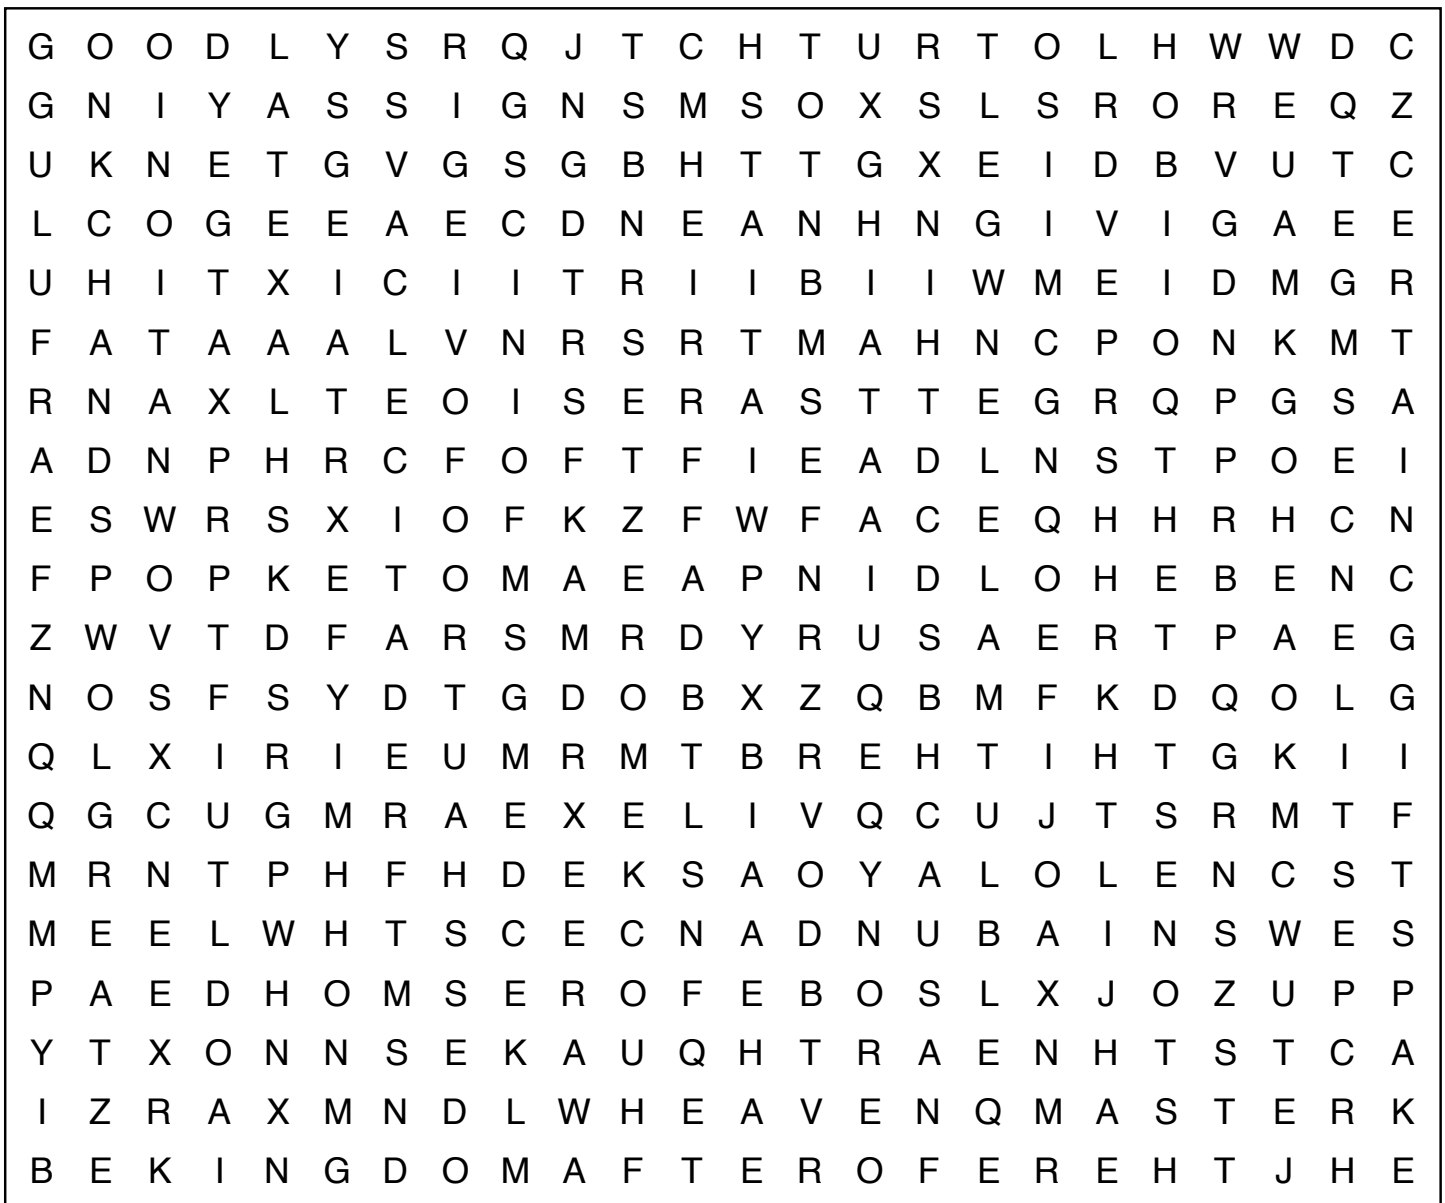 G O O D L Y S R Q J T C H T U R T O L H W W D C
G N I Y A S S I G N S M S O X S L S R O R E Q Z
U K N E T G V G S G B H T T G X E I D B V U T C
L C O G E E A E C D N E A N H N G I V I G A E E
U H I T X I C I I T R I I B I I W M E I D M G R
F A T A A A L V N R S R T M A H N C P O N K M T
R N A X L T E O I S E R A S T T E G R Q P G S A
A D N P H R C F O F T F I E A D L N S T P O E I
E S W R S X I O F K Z F W F A C E Q H H R H C N
F P O P K E T O M A E A P N I D L O H E B E N C
Z W V T D F A R S M R D Y R U S A E R T P A E G
N O S F S Y D T G D O B X Z Q B M F K D Q O L G
Q L X I R I E U M R M T B R E H T I H T G K I I
Q G C U G M R A E X E L I V Q C U J T S R M T F
M R N T P H F H D E K S A O Y A L O L E N C S T
M E E L W H T S C E C N A D N U B A I N S W E S
P A E D H O M S E R O F E B O S L X J O Z U P P
Y T X O N N S E K A U Q H T R A E N H T S T C A
I Z R A X M N D L W H E A V E N Q M A S T E R K
B E K I N G D O M A F T E R O F E R E H T J H E